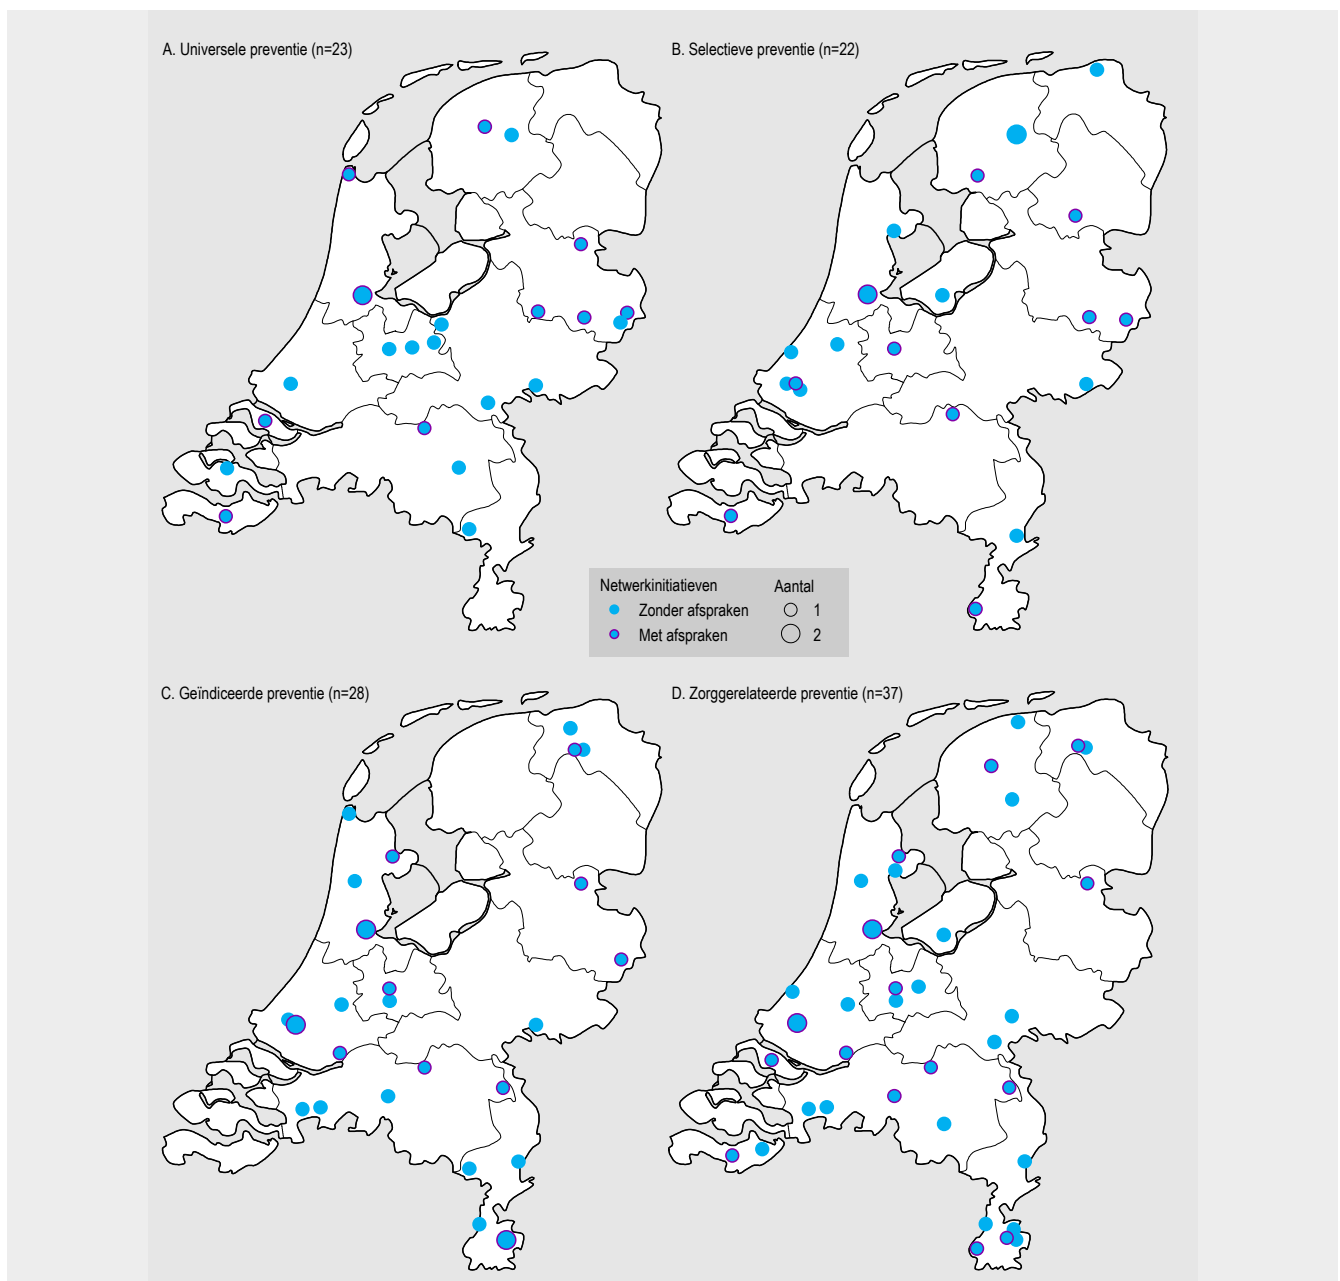 A. Universele preventie (n=23)
B. Selectieve preventie (n=22)
Netwerkinitiatieven
Aantal
Zonder afspraken
1
Met afspraken
2
C. Geïndiceerde preventie (n=28)
D. Zorggerelateerde preventie (n=37)